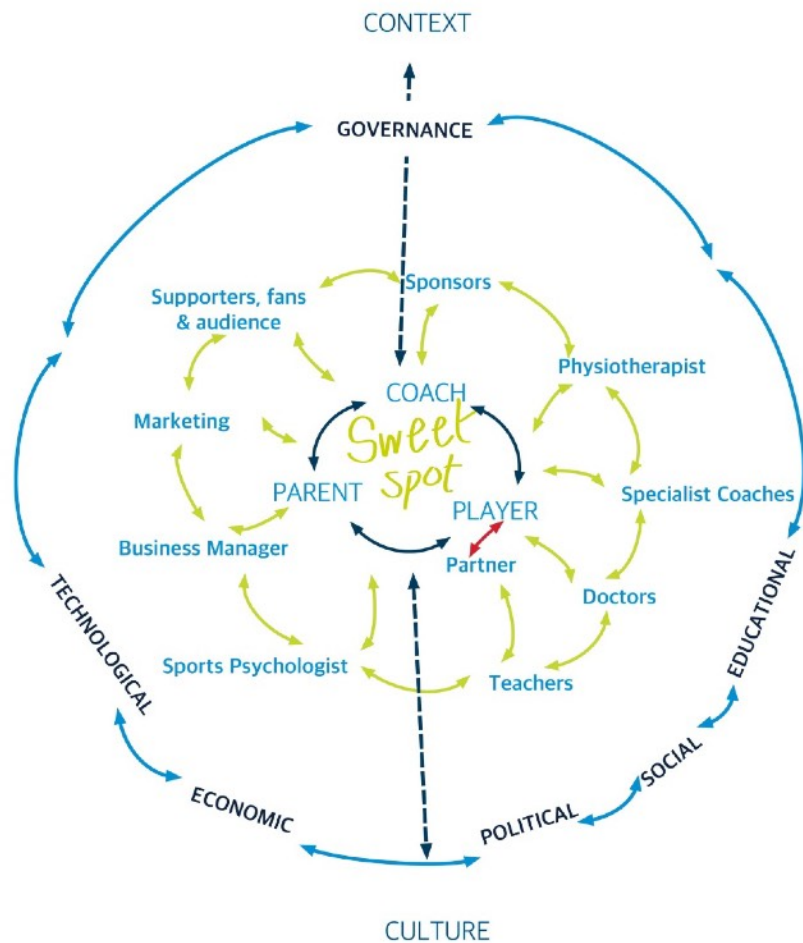 CONTEXT
GOVERNANCE
Sponsors
Supporters, fans
& audience
Physiotherapist
COACH
Marketing
Sweet
spot
PARENT
Specialist Coaches
PLAYER
Business Manager
Partner
Doctors
TECHNOLOGICAL
EDUCATIONAL
Sports Psychologist
Teachers
SOCIAL
ECONOMIC
POLITICAL
CULTURE